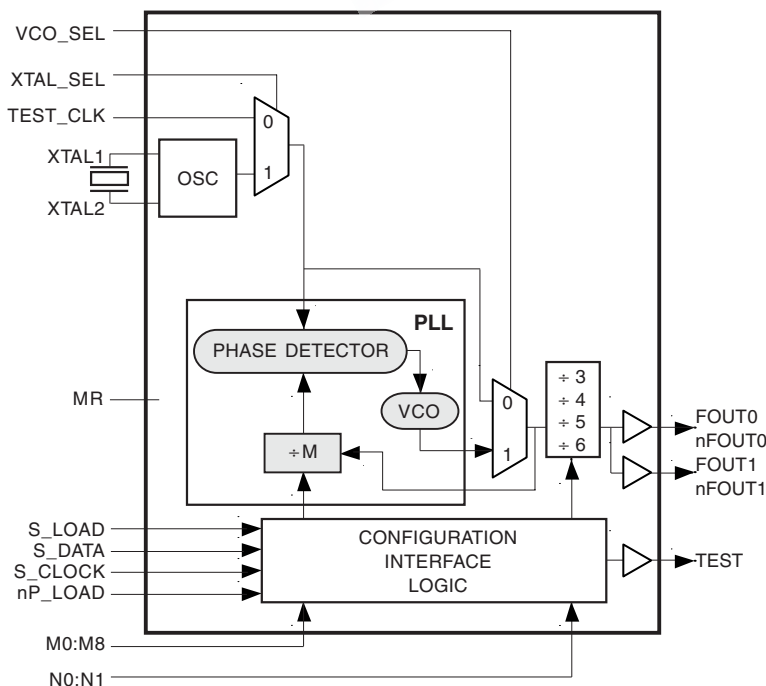 VCO_SEL
XTAL_SEL
TEST_CLK
0
XTAL1
OSC
1
XTAL2
PLL
PHASE DETECTOR
÷ 3
÷ 4
÷ 5
÷ 6
MR
VCO
0
1
FOUT0
nFOUT0
FOUT1
nFOUT1
÷M
S_LOAD
S_DATA
S_CLOCK
nP_LOAD
CONFIGURATION
INTERFACE
LOGIC
TEST
M0:M8
N0:N1